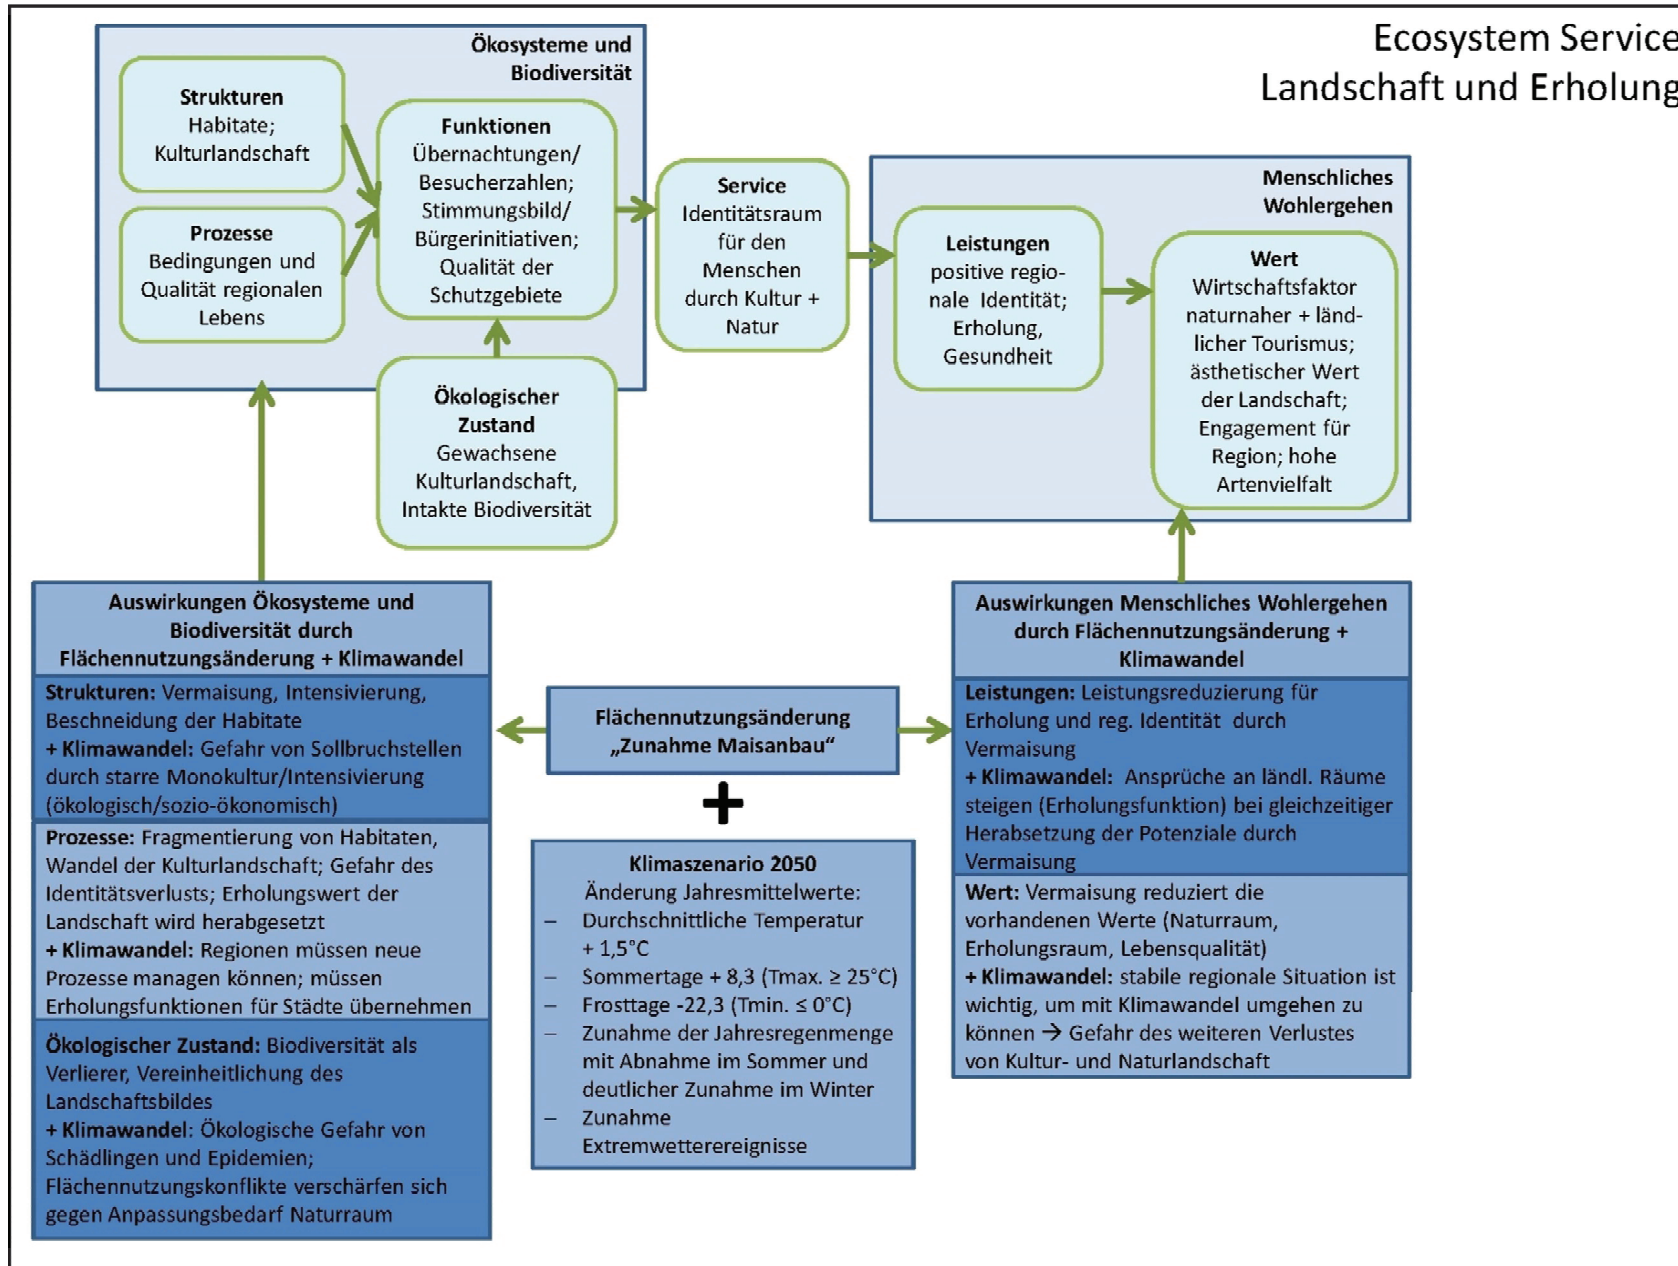 Ecosystem Service
Landschaft und Erholung
Ökosysteme und
Biodiversität
Strukturen
Habitate;
Kulturlandschaft
Prozesse
Bedingungen und
Qualität regionalen
Lebens
Funktionen
Übernachtungen/
Besucherzahlen;
Stimmungsbild/
Bürgerinitiativen;
Qualität der
Schutzgebiete
Ökologischer
Zustand
Gewachsene
Kulturlandschaft,
Intakte Biodiversität
Service
Identitätsraum
für den
Menschen
durch Kultur +
Natur
Menschliches
Wohlergehen
Leistungen
positive regio-
nale Identität;
Erholung,
Gesundheit
Wert
Wirtschaftsfaktor
naturnaher + länd-
licher Tourismus;
ästhetischer Wert
der Landschaft;
Engagement für
Region; hohe
Artenvielfalt
Auswirkungen Ökosysteme und
Biodiversität durch
Flächennutzungsänderung + Klimawandel
Strukturen: Vermaisung, Intensivierung,
Beschneidung der Habitate
+ Klimawandel: Gefahr von Sollbruchstellen
durch starre Monokultur/Intensivierung
(ökologisch/sozio-ökonomisch)
Prozesse: Fragmentierung von Habitaten,
Wandel der Kulturlandschaft; Gefahr des
Identitätsverlusts; Erholungswert der
Landschaft wird herabgesetzt
+ Klimawandel: Regionen müssen neue
Prozesse managen können; müssen
Erholungsfunktionen für Städte übernehmen
Ökologischer Zustand: Biodiversität als
Verlierer, Vereinheitlichung des
Landschaftsbildes
+ Klimawandel: Ökologische Gefahr von
Schädlingen und Epidemien;
Flächennutzungskonflikte verschärfen sich
gegen Anpassungsbedarf Naturraum
Flächennutzungsänderung
„Zunahme Maisanbau“
+
Klimaszenario 2050
Änderung Jahresmittelwerte:
– Durchschnittliche Temperatur
+ 1,5°C
– Sommertage + 8,3 (Tmax. ≥ 25°C)
– Frosttage -22,3 (Tmin. ≤ 0°C)
– Zunahme der Jahresregenmenge
mit Abnahme im Sommer und
deutlicher Zunahme im Winter
– Zunahme
Extremwetterereignisse
Auswirkungen Menschliches Wohlergehen
durch Flächennutzungsänderung +
Klimawandel
Leistungen: Leistungsreduzierung für
Erholung und reg. Identität durch
Vermaisung
+ Klimawandel: Ansprüche an ländl. Räume
steigen (Erholungsfunktion) bei gleichzeitiger
Herabsetzung der Potenziale durch
Vermaisung
Wert: Vermaisung reduziert die
vorhandenen Werte (Naturraum,
Erholungsraum, Lebensqualität)
+ Klimawandel: stabile regionale Situation ist
wichtig, um mit Klimawandel umgehen zu
können → Gefahr des weiteren Verlustes
von Kultur- und Naturlandschaft